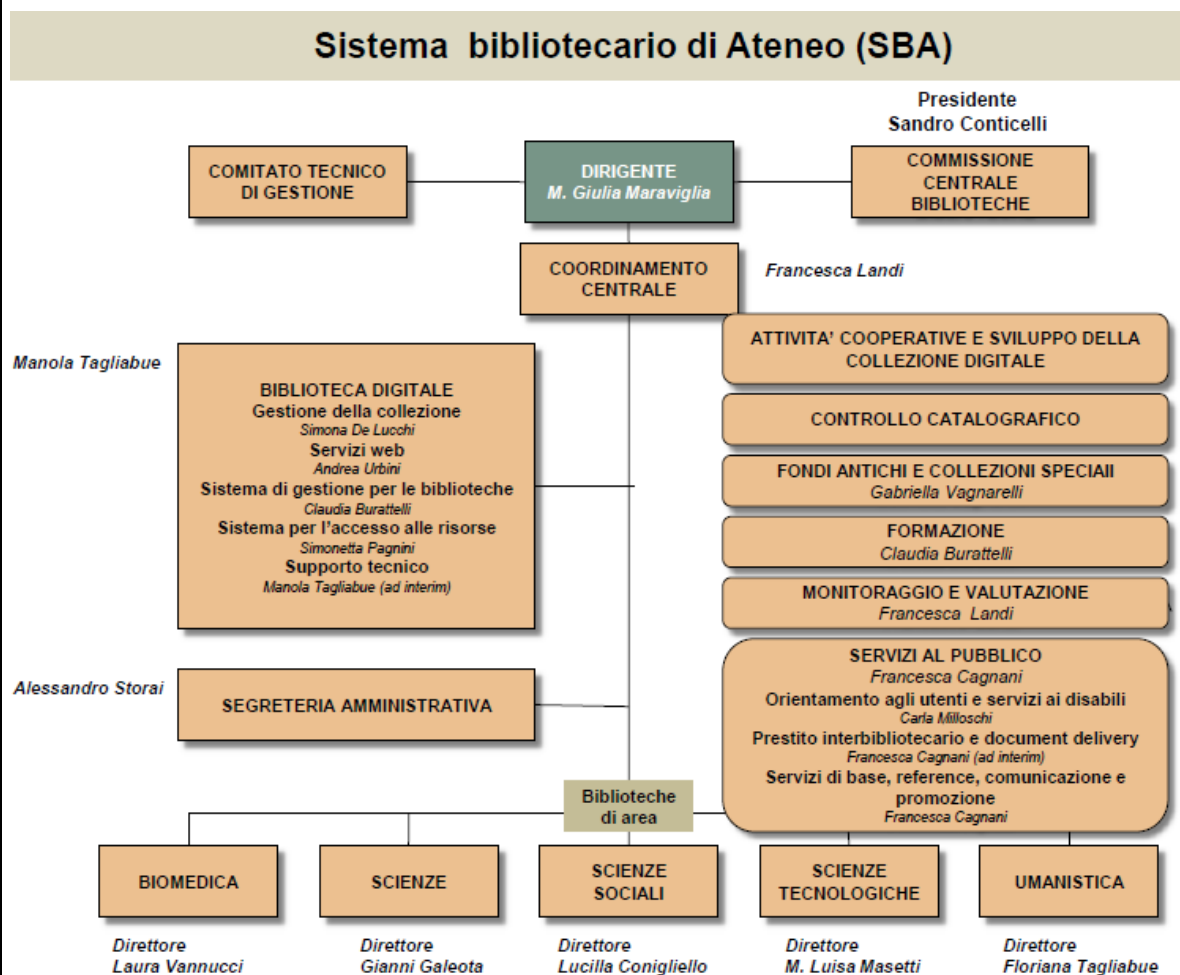 Sistema bibliotecario di Ateneo (SBA)
Presidente
Sandro Conticelli
COMITATO TECNICO
DI GESTIONE
DIRIGENTE
M. Giulia Maraviglia
COMMISSIONE
CENTRALE
BIBLIOTECHE
COORDINAMENTO
CENTRALE
Francesca Landi
Manola Tagliabue
BIBLIOTECA DIGITALE
Gestione della collezione
Simona De Lucchi
Servizi web
Andrea Urbini
Sistema di gestione per le biblioteche
Claudia Burattelli
Sistema per l'accesso alle risorse
Simonetta Pagnini
Supporto tecnico
Manola Tagliabue (ad interim)
ATTIVITA' COOPERATIVE E SVILUPPO DELLA
COLLEZIONE DIGITALE
CONTROLLO CATALOGRAFICO
FONDI ANTICHI E COLLEZIONI SPECIAII
Gabriella Vagnarelli
FORMAZIONE
Claudia Burattelli
MONITORAGGIO E VALUTAZIONE
Francesca Landi
SERVIZI AL PUBBLICO
Francesca Cagnani
Orientamento agli utenti e servizi ai disabili
Carla Milloschi
Prestito interbibliotecario e document delivery
Francesca Cagnani (ad interim)
Servizi di base, reference, comunicazione e
promozione
Francesca Cagnani
Alessandro Storai
SEGRETERIA AMMINISTRATIVA
Biblioteche
di area
BIOMEDICA
SCIENZE
SCIENZE
SOCIALI
SCIENZE
TECNOLOGICHE
UMANISTICA
Direttore
Laura Vannucci
Direttore
Gianni Galeota
Direttore
Lucilla Conigliello
Direttore
M. Luisa Masetti
Direttore
Floriana Tagliabue